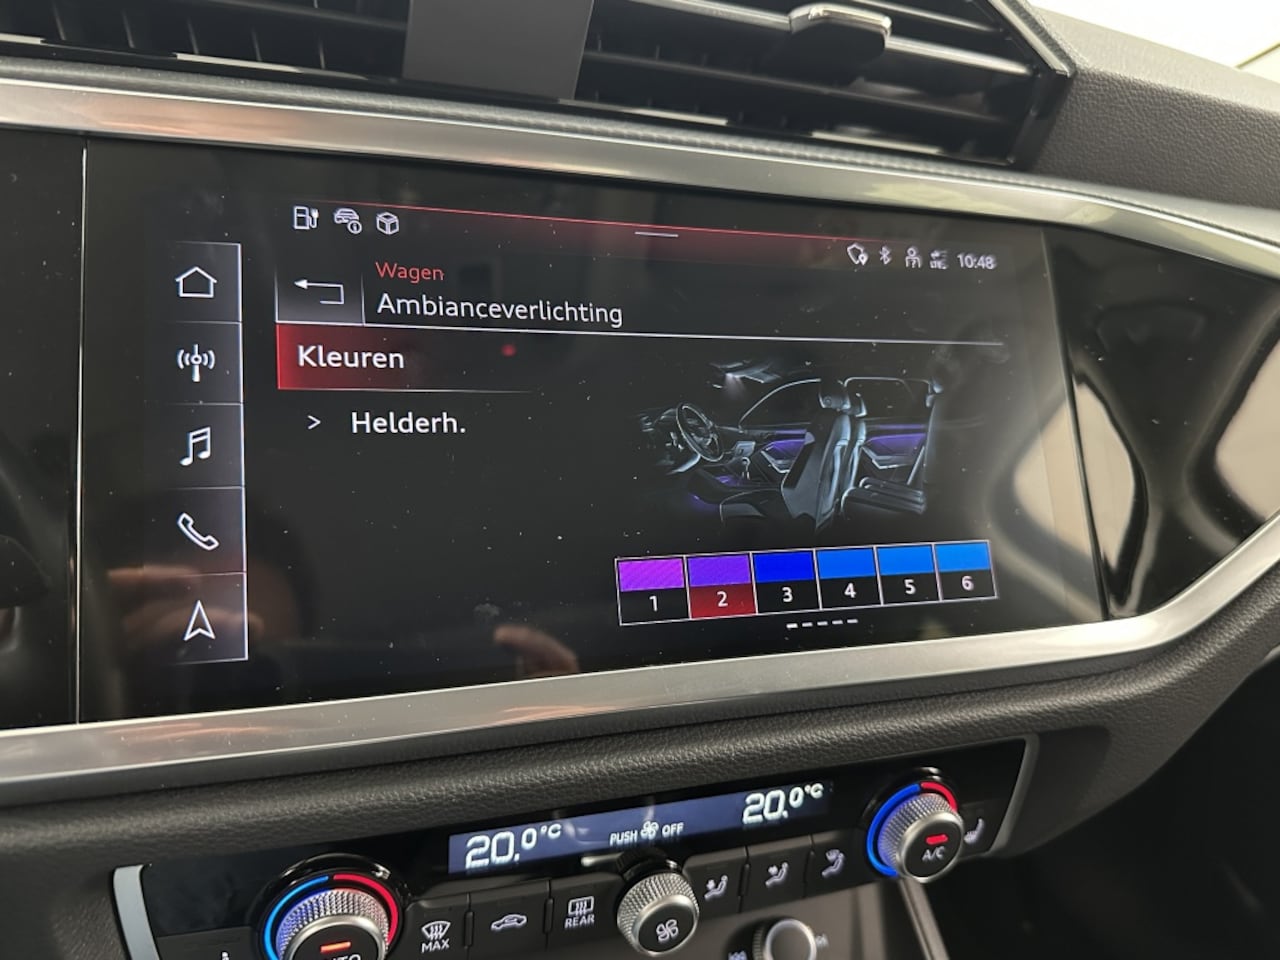 10:48
Wagen
Ambianceverlichting
Kleuren
> Helderh.
1 2 3 4 5 6
20.0°C PUSH OFF 20.0°C
A/C
MAX
REAR
AUTO